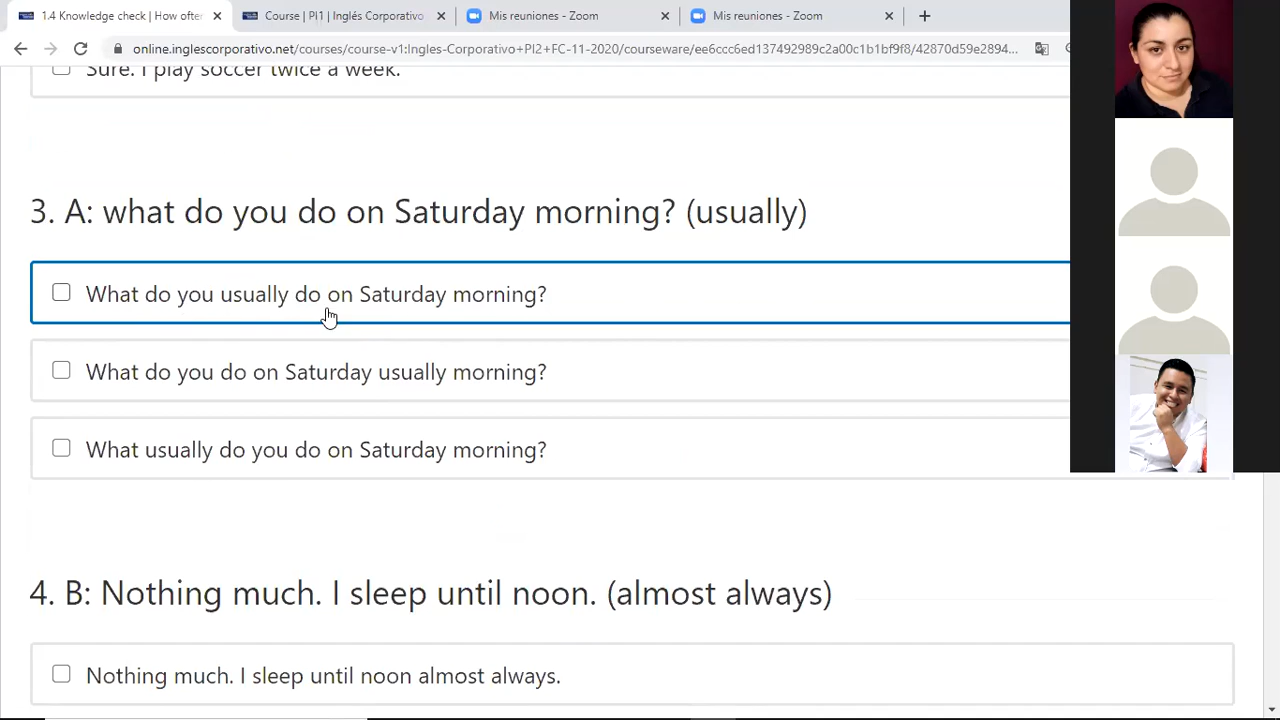 1.4 Knowledge check | How ofter
Course | PI1 | Inglés Corporativo
Mis reuniones - Zoom
Mis reuniones - Zoom
online.inglescorporativo.net/courses/course-v1:Ingles-Corporativo+PI2+FC-11-2020/courseware/ee6ccc6ed137492989c2a00c1b1bf9f8/42870d59e2894...
Sure. I play soccer twice a week.
3. A: what do you do on Saturday morning? (usually)
What do you usually do on Saturday morning?
What do you do on Saturday usually morning?
What usually do you do on Saturday morning?
4. B: Nothing much. I sleep until noon. (almost always)
Nothing much. I sleep until noon almost always.